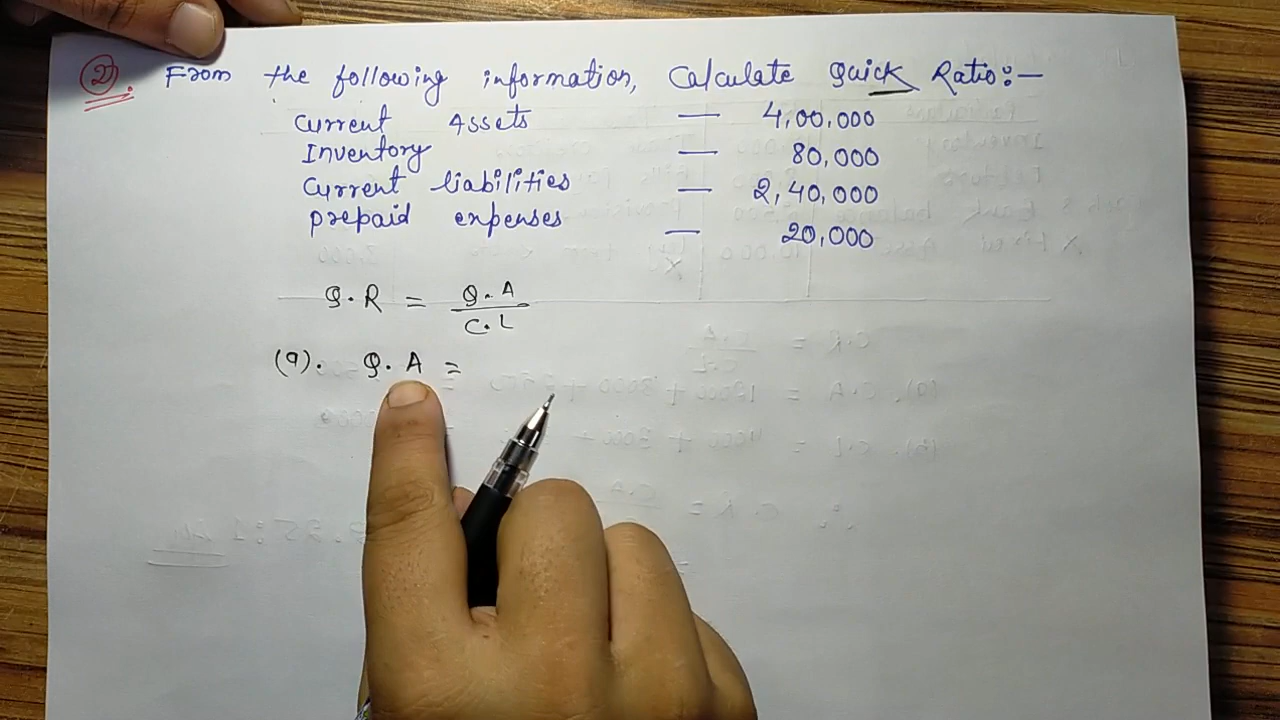 2. From the following information, Calculate Quick Ratio:-
Current Assets — 4,00,000
Inventory — 80,000
Current liabilities — 2,40,000
prepaid expenses — 20,000
Q.R = Q.A / C.L
(a). Q.A =